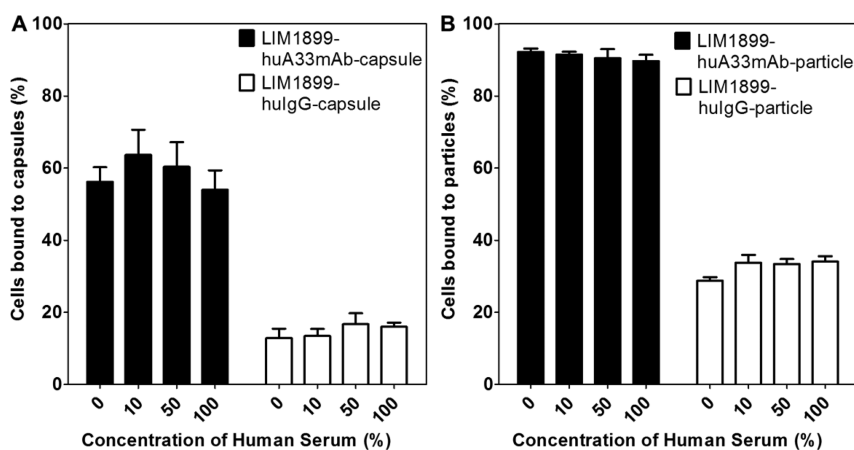 A
Cells bound to capsules (%)
100
80
60
40
20
0
LIM1899-
huA33mAb-capsule
LIM1899-
huIgG-capsule
0 10 50 100 0 10 50 100
Concentration of Human Serum (%)
B
Cells bound to particles (%)
100
80
60
40
20
0
LIM1899-
huA33mAb-particle
LIM1899-
huIgG-particle
0 10 50 100 0 10 50 100
Concentration of Human Serum (%)